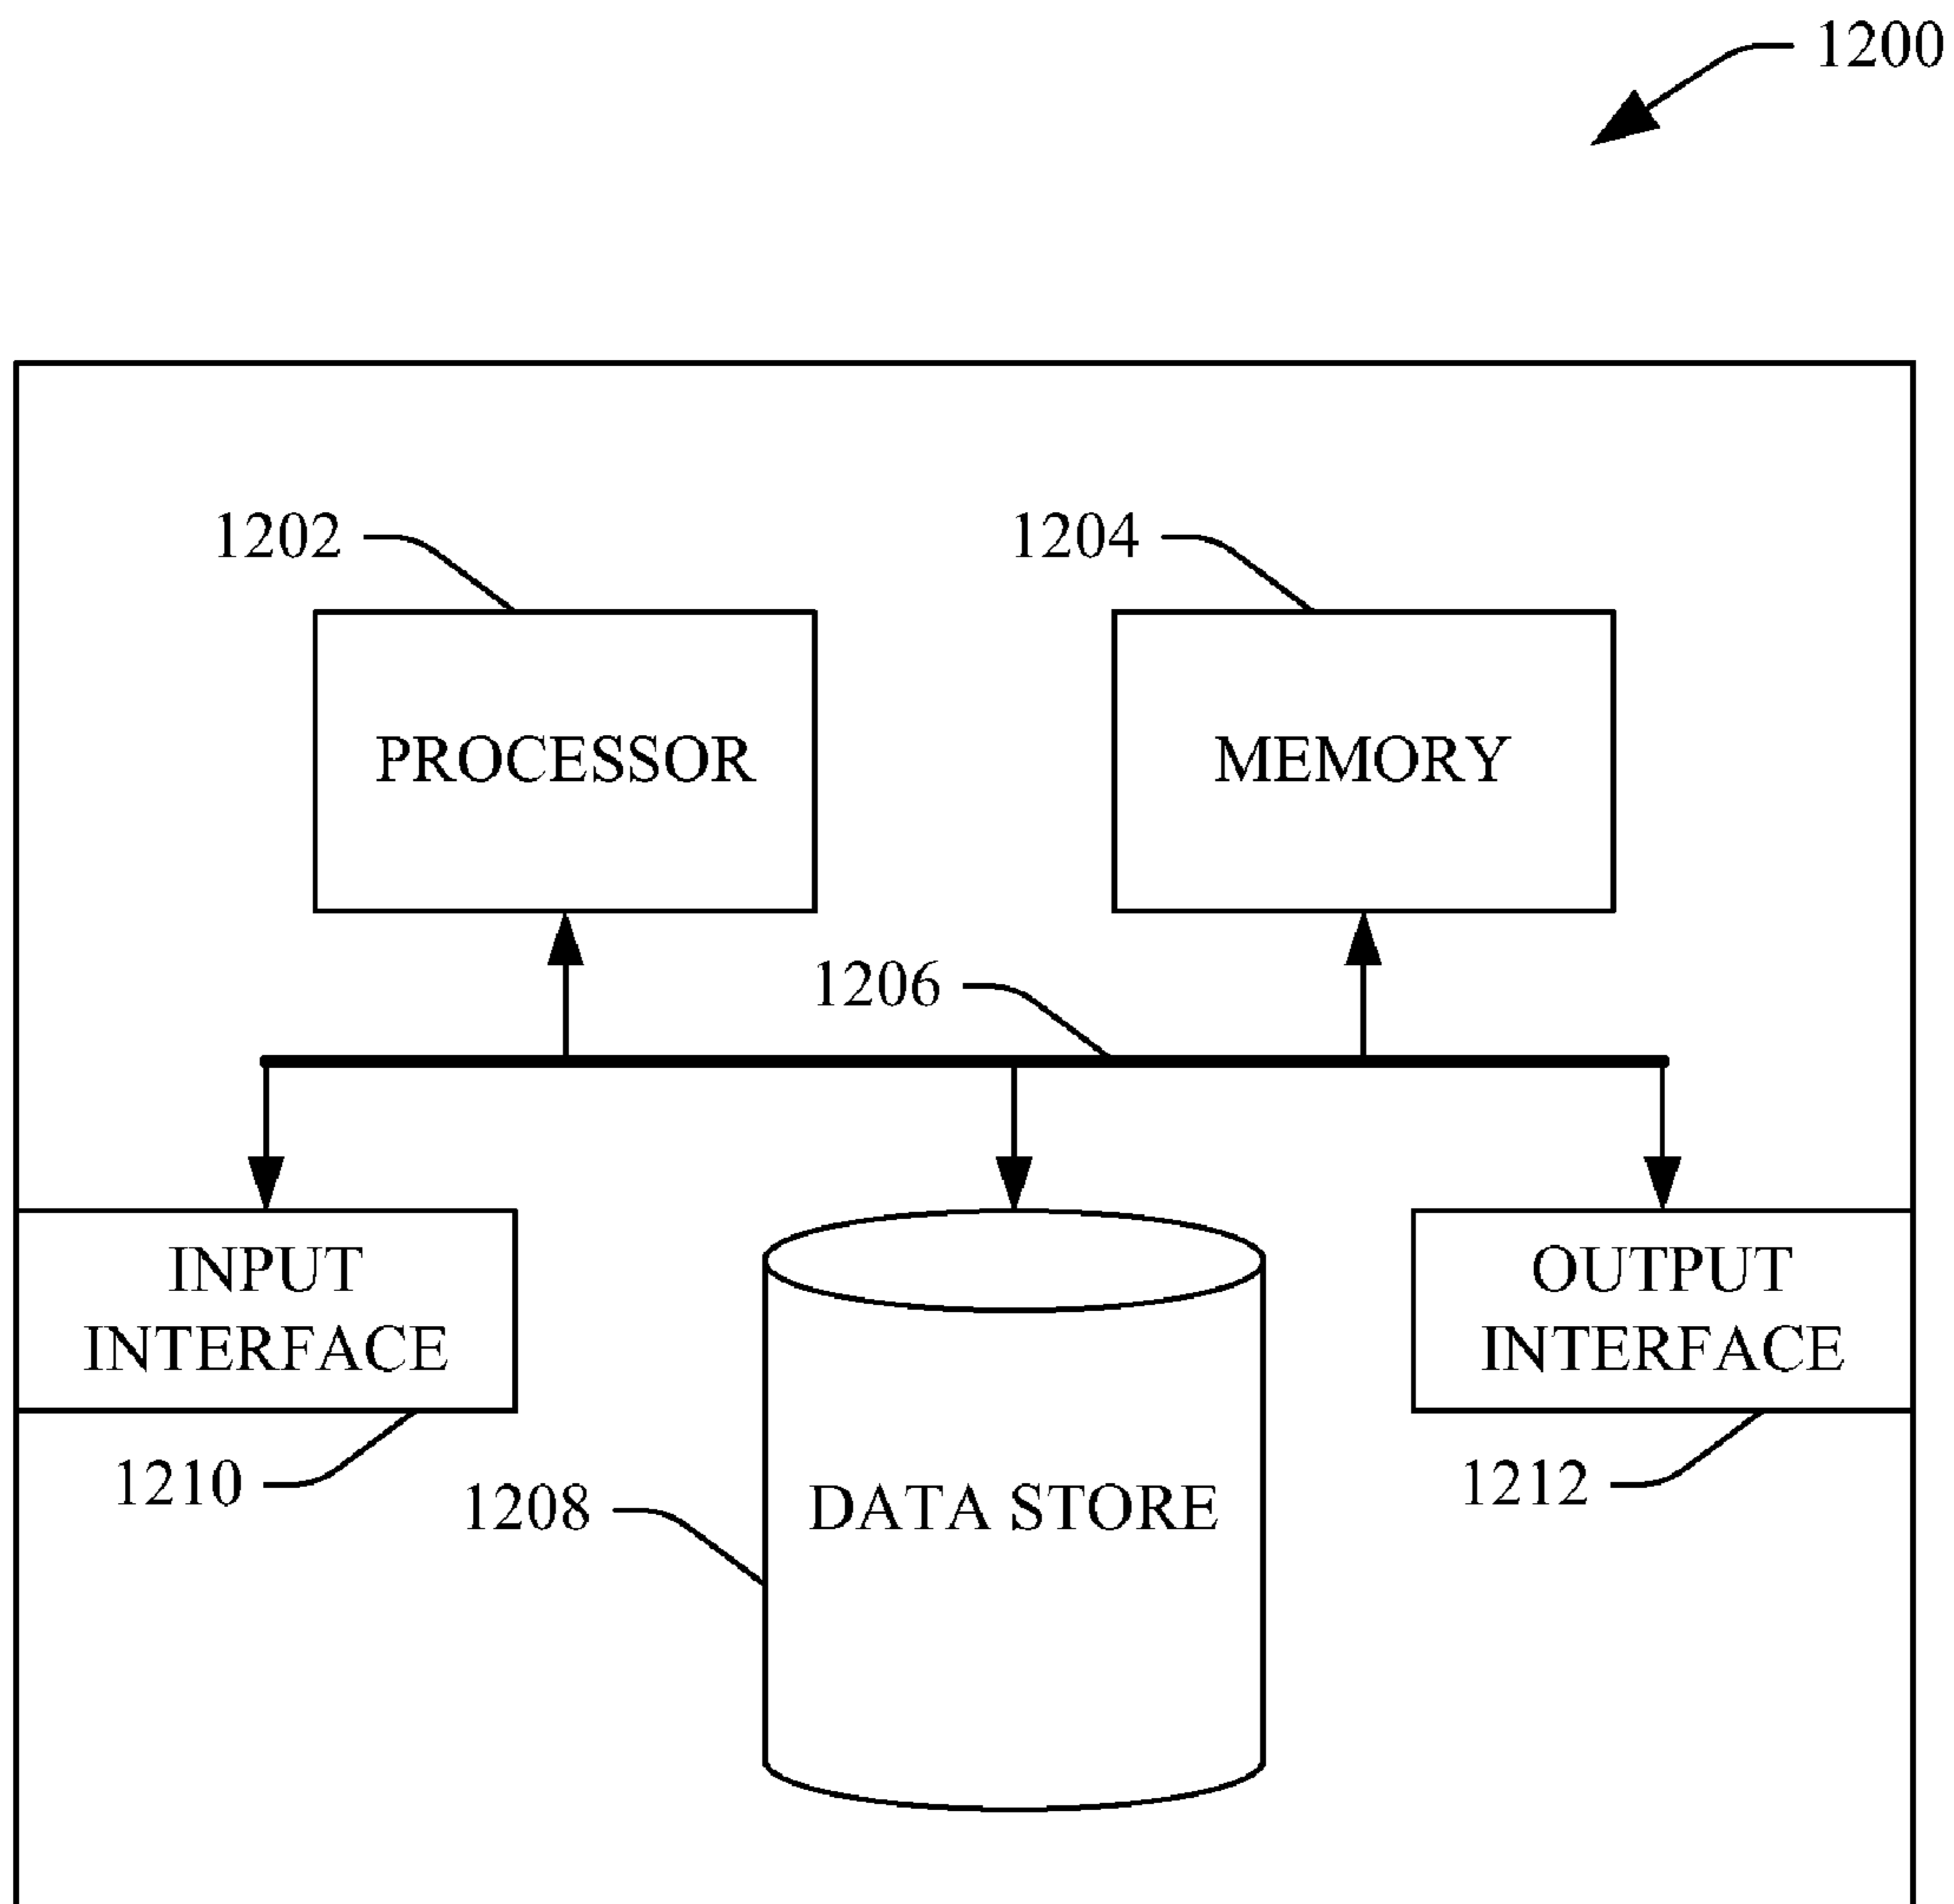 1200
1202
1204
PROCESSOR
MEMORY
1206
INPUT
INTERFACE
OUTPUT
INTERFACE
1210
1208
DATA STORE
1212